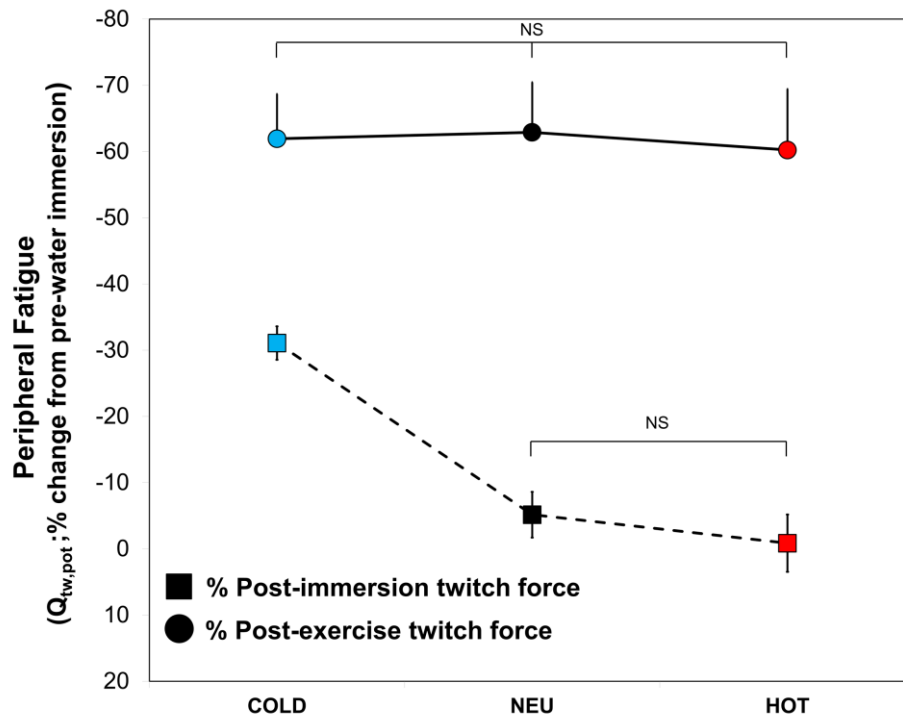 Peripheral Fatigue
(Qtw,pot ;% change from pre-water immersion)
-80
-70
-60
-50
-40
-30
-20
-10
0
10
20
NS
NS
% Post-immersion twitch force
% Post-exercise twitch force
COLD NEU HOT